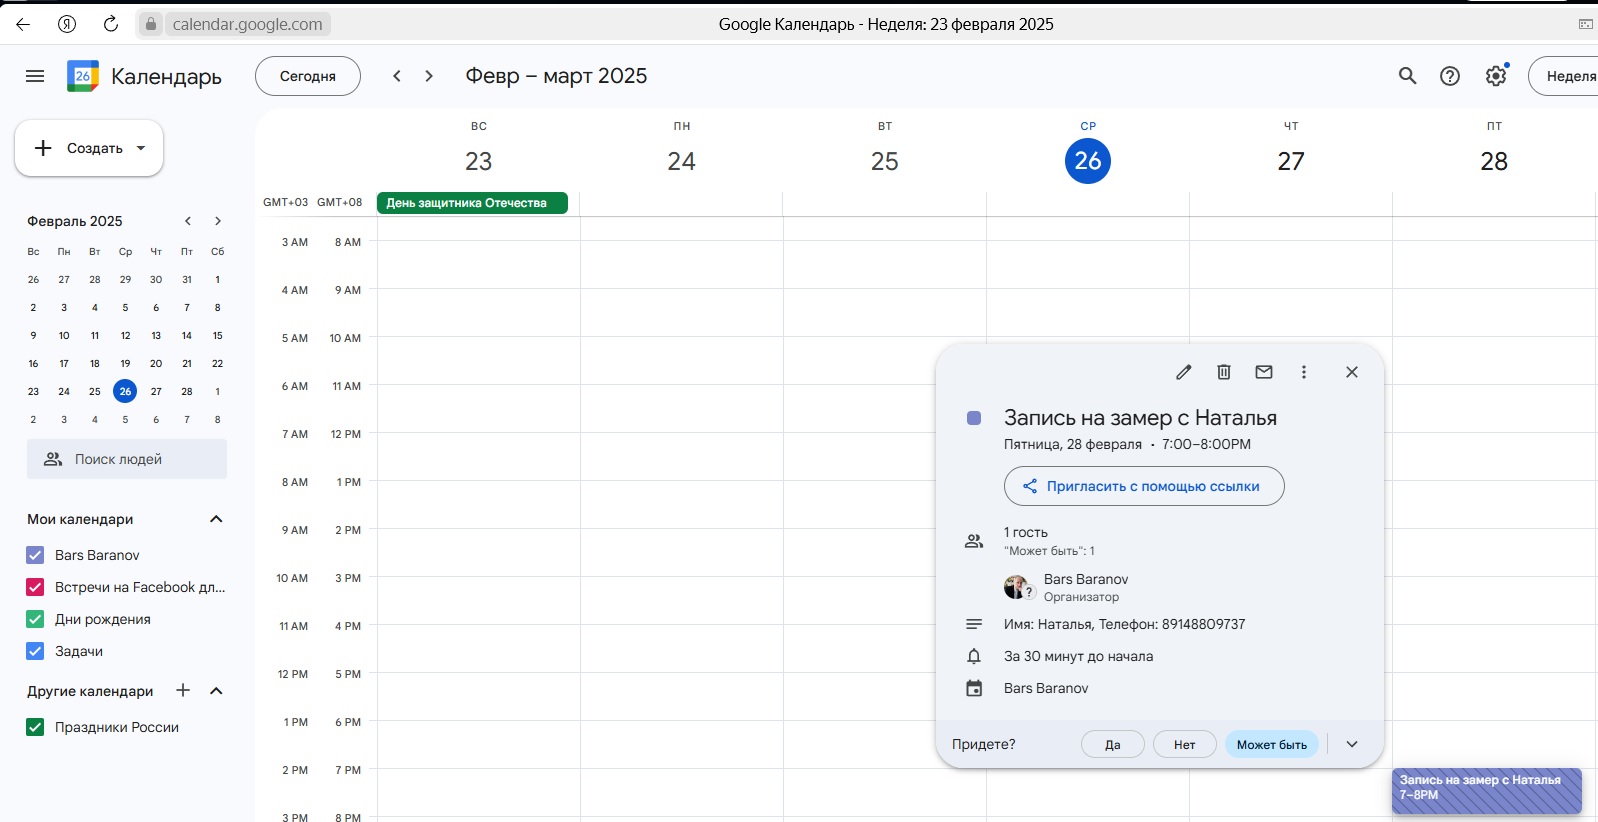 Я
calendar.google.com
Google Календарь - Неделя: 23 февраля 2025
26
Календарь
Сегодня
Февр – март 2025
Неделя
Создать
ВС ПН ВТ СР ЧТ ПТ
23 24 25 26 27 28
GMT+03 GMT+08
День защитника Отечества
Февраль 2025
Вс Пн Вт Ср Чт Пт Сб
26 27 28 29 30 31 1
2 3 4 5 6 7 8
9 10 11 12 13 14 15
16 17 18 19 20 21 22
23 24 25 26 27 28 1
2 3 4 5 6 7 8
Поиск людей
Мои календари
Bars Baranov
Встречи на Facebook дл...
Дни рождения
Задачи
Другие календари
Праздники России
3 AM 8 AM
4 AM 9 AM
5 AM 10 AM
6 AM 11 AM
7 AM 12 PM
8 AM 1 PM
9 AM 2 PM
10 AM 3 PM
11 AM 4 PM
12 PM 5 PM
1 PM 6 PM
2 PM 7 PM
3 PM 8 PM
Запись на замер с Наталья
Пятница, 28 февраля · 7:00–8:00PM
Пригласить с помощью ссылки
1 гость
"Может быть": 1
Bars Baranov
?
Организатор
Имя: Наталья, Телефон: 89148809737
За 30 минут до начала
Bars Baranov
Придете? Да Нет Может быть
Запись на замер с Наталья
7–8PM